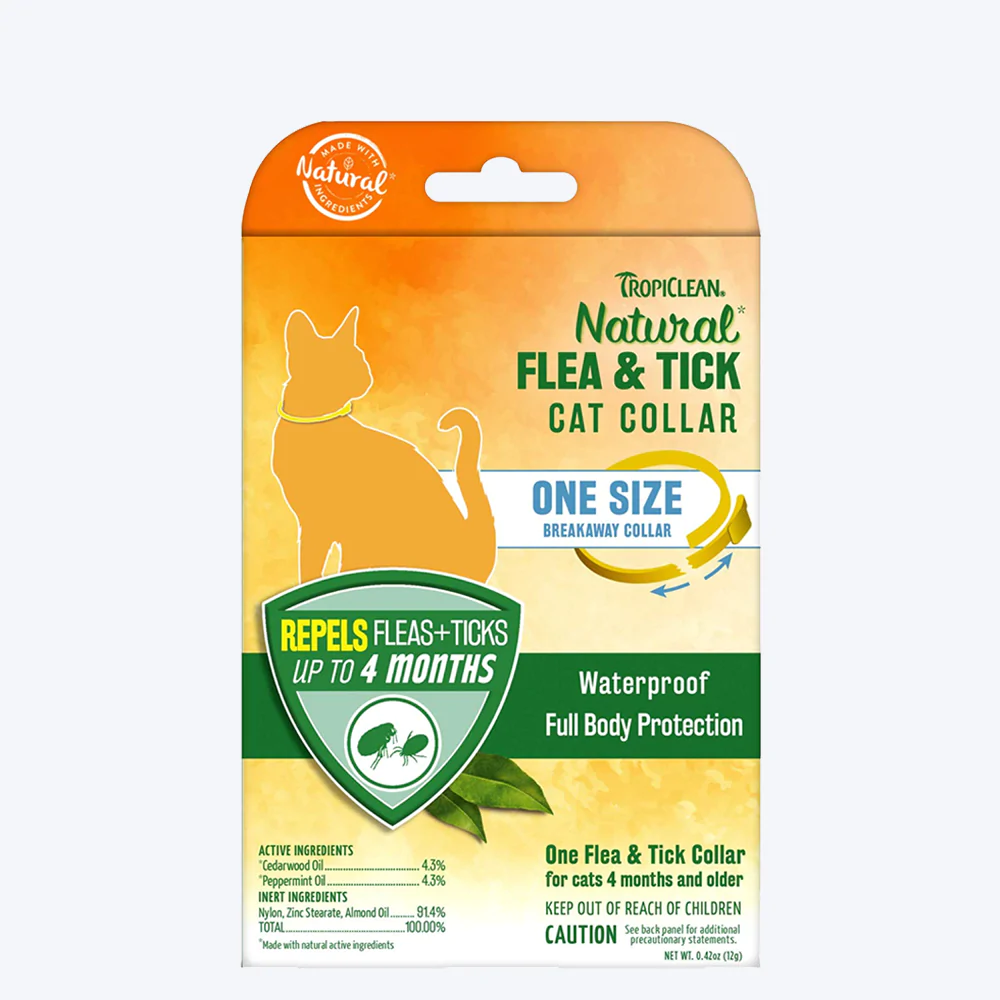 MADE WITH
Natural*
INGREDIENTS
TROPICLEAN®
Natural*
FLEA & TICK
CAT COLLAR
ONE SIZE
BREAKAWAY COLLAR
REPELS FLEAS+TICKS
UP TO 4 MONTHS
Waterproof
Full Body Protection
ACTIVE INGREDIENTS
*Cedarwood Oil.......................... 4.3%
*Peppermint Oil.......................... 4.3%
INERT INGREDIENTS
Nylon, Zinc Stearate, Almond Oil.......... 91.4%
TOTAL.......................................100.00%
*Made with natural active ingredients
One Flea & Tick Collar
for cats 4 months and older
KEEP OUT OF REACH OF CHILDREN
CAUTION See back panel for additional
precautionary statements.
NET WT. 0.42oz (12g)